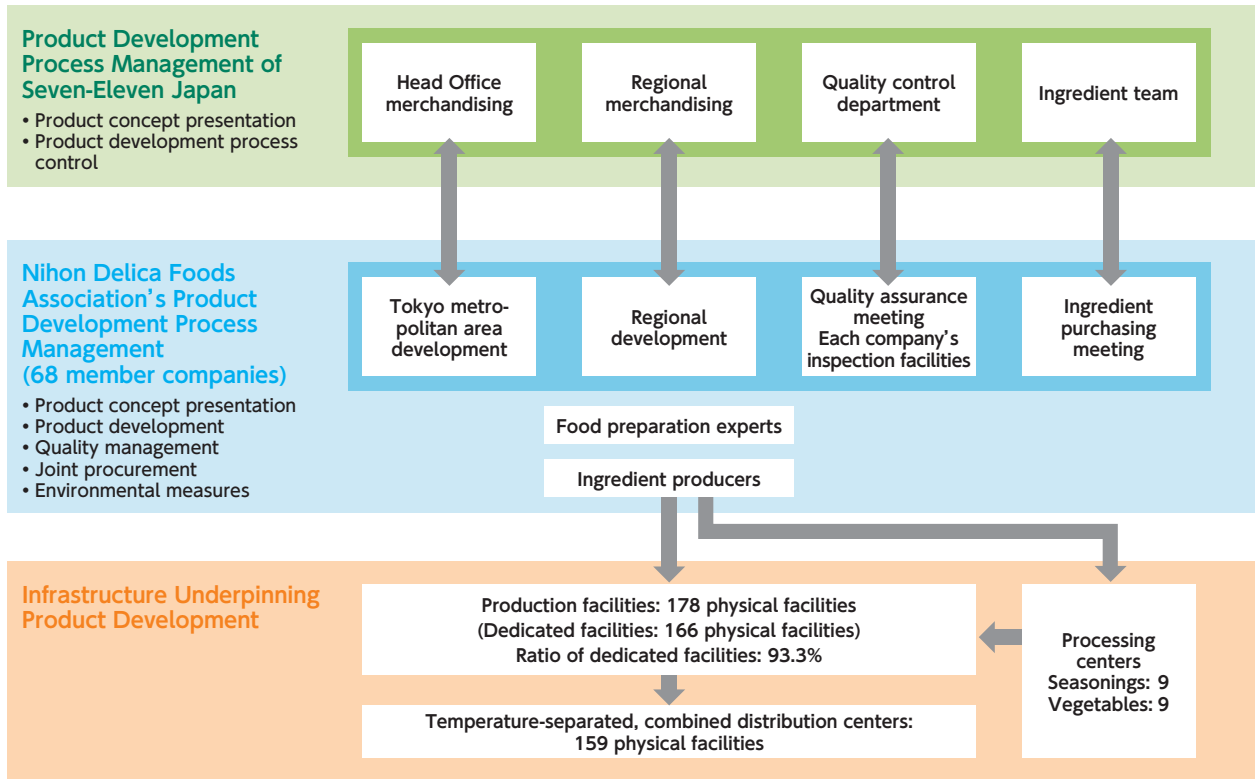 Product Development
Process Management of
Seven-Eleven Japan
• Product concept presentation
• Product development process
control
Head Office
merchandising
Regional
merchandising
Quality control
department
Ingredient team
Nihon Delica Foods
Association's Product
Development Process
Management
(68 member companies)
• Product concept presentation
• Product development
• Quality management
• Joint procurement
• Environmental measures
Tokyo metro-
politan area
development
Regional
development
Quality assurance
meeting
Each company's
inspection facilities
Ingredient
purchasing
meeting
Food preparation experts
Ingredient producers
Infrastructure Underpinning
Product Development
Production facilities: 178 physical facilities
(Dedicated facilities: 166 physical facilities)
Ratio of dedicated facilities: 93.3%
Processing
centers
Seasonings: 9
Vegetables: 9
Temperature-separated, combined distribution centers:
159 physical facilities